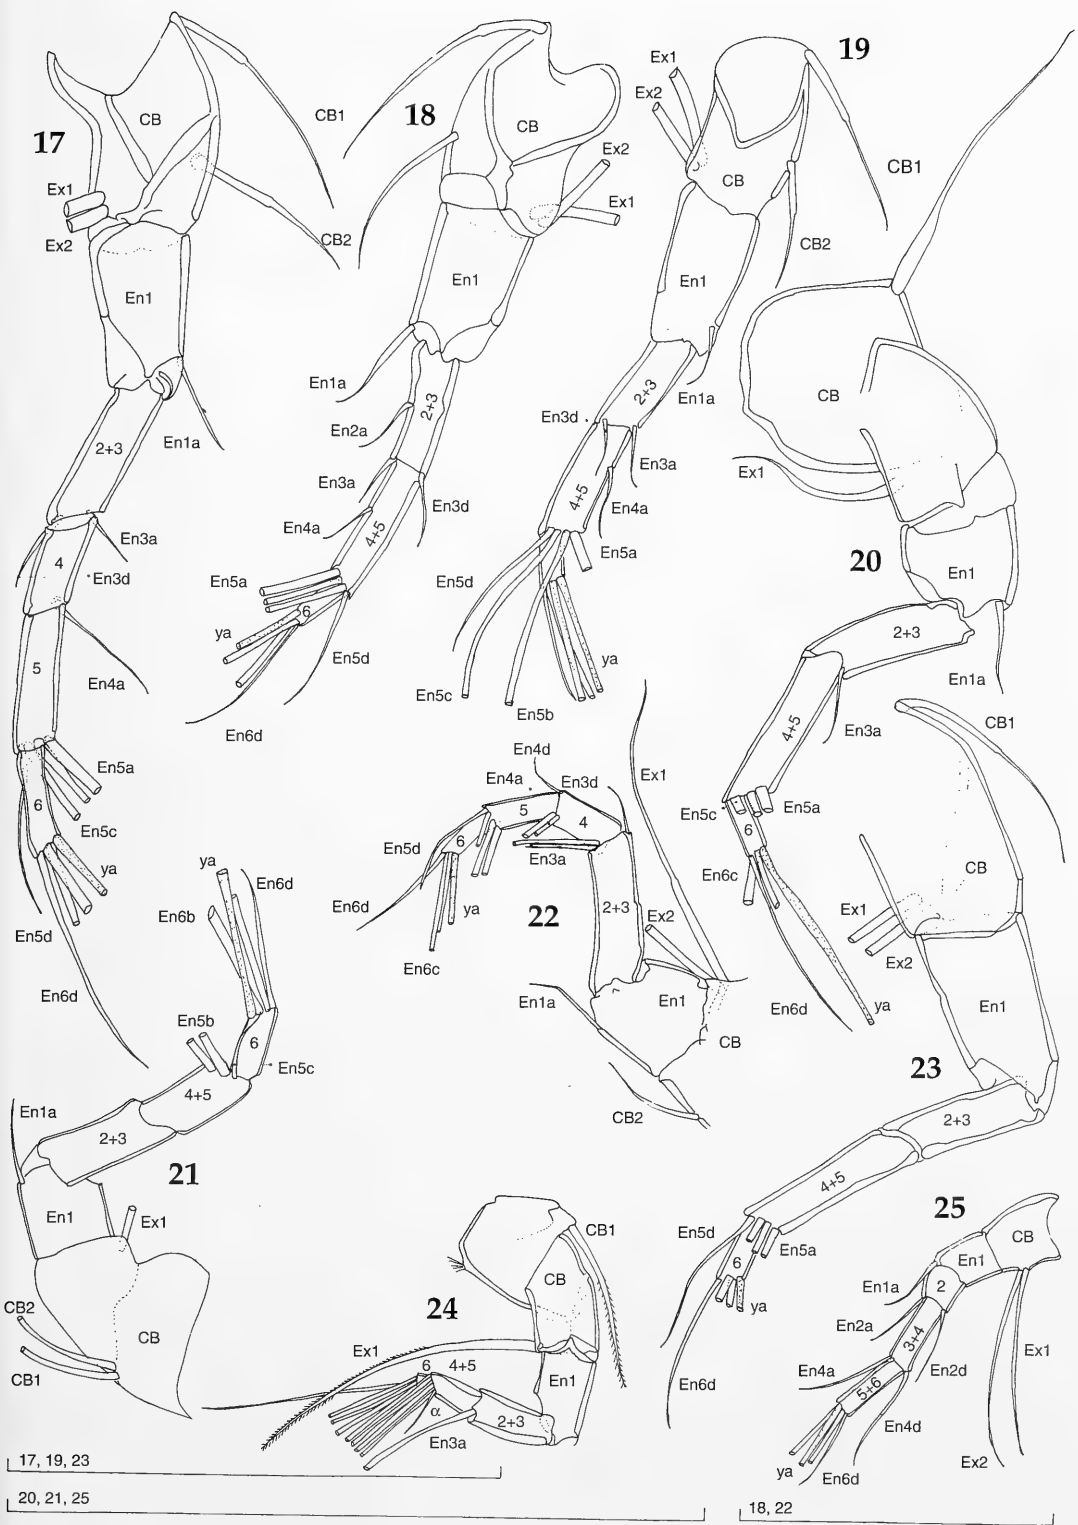 17
CB
CB1
Ex1
Ex2
CB2
En1
En1a
2+3
En3a
4
En3d
5
En4a
En5a
6
En5c
ya
En5d
En6d
18
CB
Ex2
Ex1
En1
En1a
2+3
En2a
En3a
En3d
En4a
4+5
En5a
6
ya
En5d
En6d
19
Ex1
Ex2
CB
CB1
CB2
En1
2+3
En1a
En3d
En3a
4+5
En4a
En5a
En5d
En5c
En5b
ya
20
CB
Ex1
En1
2+3
En1a
4+5
En3a
En5c
En5a
6
En6c
En6d
ya
21
ya
En6d
En6b
En5b
6
En5c
4+5
En1a
2+3
En1
Ex1
CB2
CB1
CB
22
En4d
En4a
En3d
Ex1
5
4
6
En5d
En3a
En6d
ya
En6c
2+3
Ex2
En1a
En1
CB
CB2
23
CB1
CB
Ex1
Ex2
En1
2+3
4+5
En5d
En5a
6
ya
En6d
24
CB1
CB
Ex1
6
4+5
En1
α
2+3
En3a
25
CB
En1
2
En1a
En2a
3+4
En2d
Ex1
En4a
5+6
En4d
ya
En6d
Ex2
17, 19, 23
20, 21, 25
18, 22